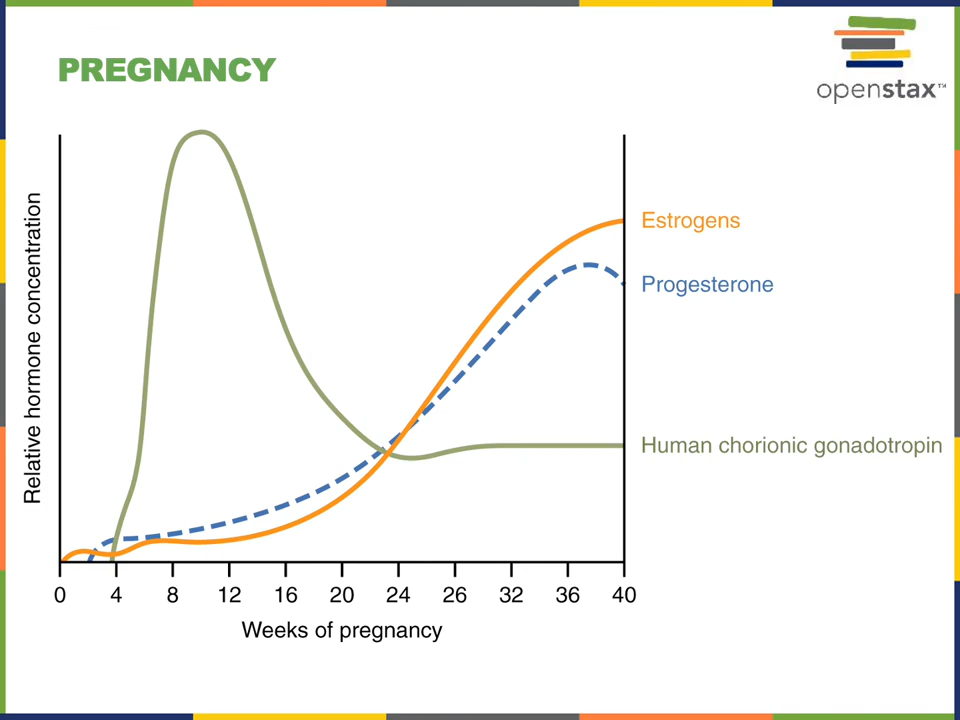 PREGNANCY
openstax™
Relative hormone concentration
Estrogens
Progesterone
Human chorionic gonadotropin
0 4 8 12 16 20 24 26 32 36 40
Weeks of pregnancy